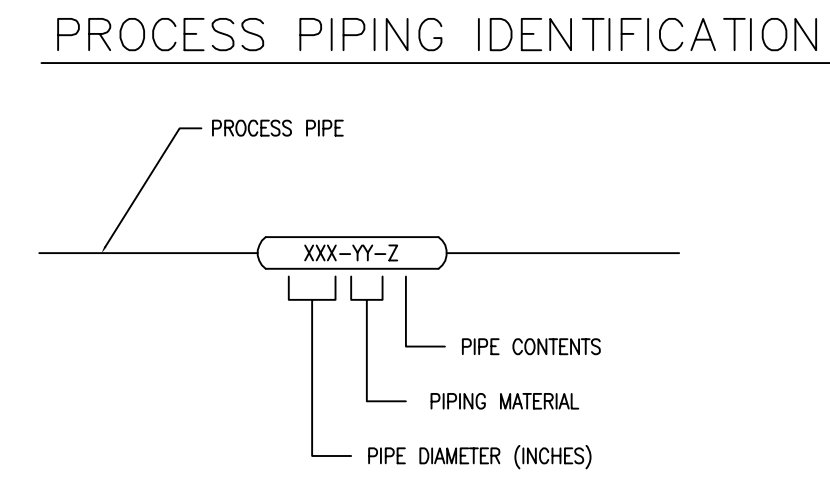 PROCESS PIPING IDENTIFICATION
PROCESS PIPE
XXX-YY-Z
PIPE CONTENTS
PIPING MATERIAL
PIPE DIAMETER (INCHES)